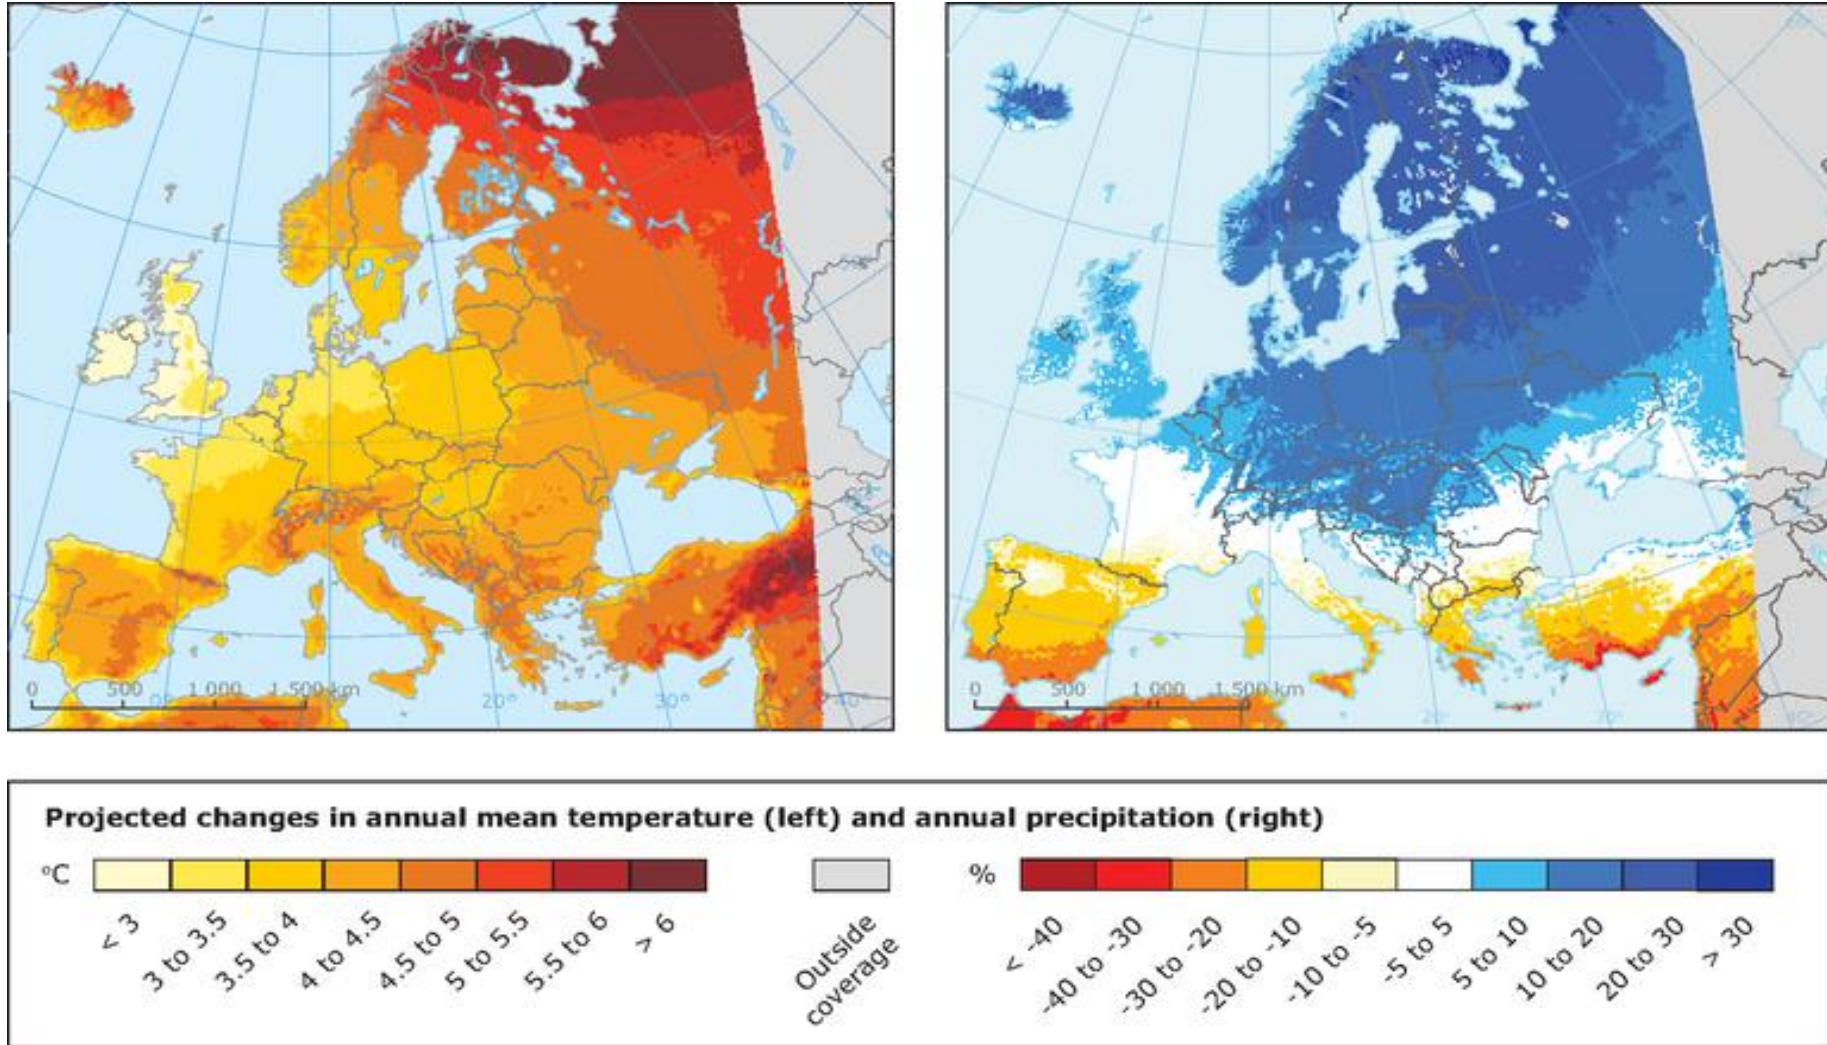 0 500 1 000 1 500 km
0° 20° 30° 40°
0 500 1 000 1 500 km
20° 30°
Projected changes in annual mean temperature (left) and annual precipitation (right)
°C
< 3
3 to 3.5
3.5 to 4
4 to 4.5
4.5 to 5
5 to 5.5
5.5 to 6
> 6
Outside
coverage
%
< -40
-40 to -30
-30 to -20
-20 to -10
-10 to -5
-5 to 5
5 to 10
10 to 20
20 to 30
> 30